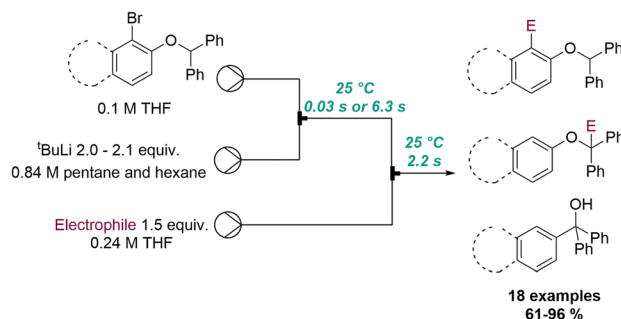 Br
O
Ph
Ph
0.1 M THF
ᵗBuLi 2.0 - 2.1 equiv.
0.84 M pentane and hexane
Electrophile 1.5 equiv.
0.24 M THF
25 °C
0.03 s or 6.3 s
25 °C
2.2 s
E
O
Ph
Ph
E
O
Ph
Ph
OH
Ph
Ph
18 examples
61-96 %